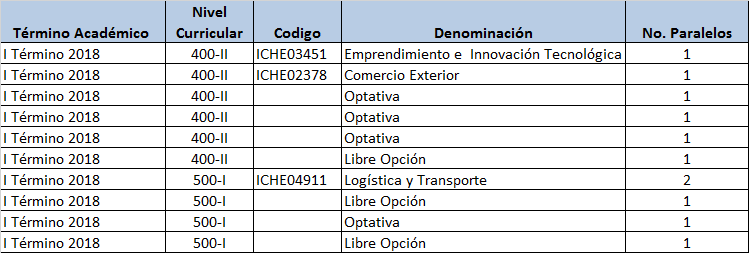 Término Académico Nivel Curricular Codigo Denominación No. Paralelos
I Término 2018 400-II ICHE03451 Emprendimiento e Innovación Tecnológica 1
I Término 2018 400-II ICHE02378 Comercio Exterior 1
I Término 2018 400-II Optativa 1
I Término 2018 400-II Optativa 1
I Término 2018 400-II Optativa 1
I Término 2018 400-II Libre Opción 1
I Término 2018 500-I ICHE04911 Logística y Transporte 2
I Término 2018 500-I Libre Opción 1
I Término 2018 500-I Optativa 1
I Término 2018 500-I Libre Opción 1